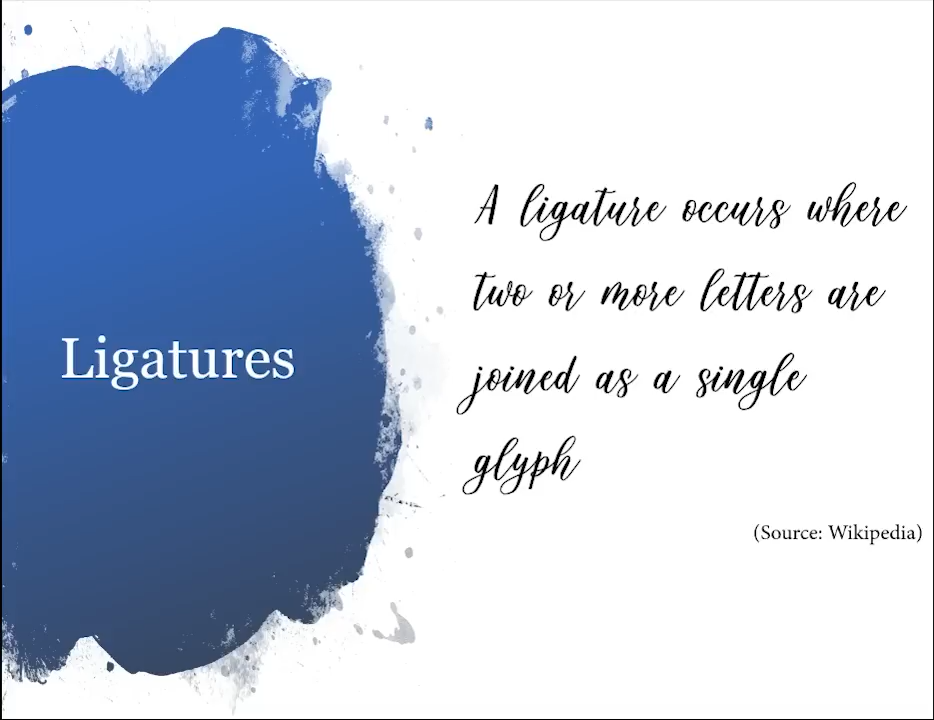 Ligatures
A ligature occurs where
two or more letters are
joined as a single
glyph
(Source: Wikipedia)